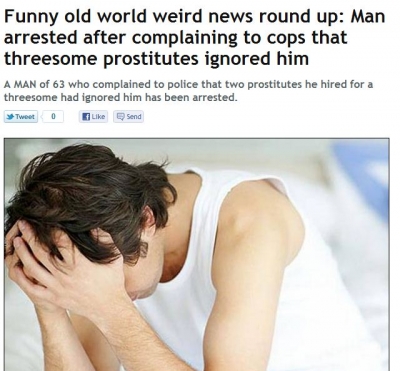 Funny old world weird news round up: Man
arrested after complaining to cops that
threesome prostitutes ignored him
A MAN of 63 who complained to police that two prostitutes he hired for a
threesome had ignored him has been arrested.
Tweet 0 Like Send